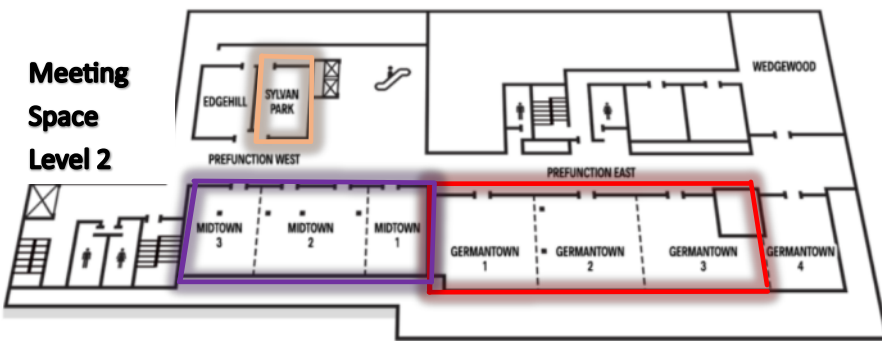 Meeting
Space
Level 2
EDGEHILL
SYLVAN
PARK
WEDGEWOOD
PREFUNCTION WEST
PREFUNCTION EAST
MIDTOWN
3
MIDTOWN
2
MIDTOWN
1
GERMANTOWN
1
GERMANTOWN
2
GERMANTOWN
3
GERMANTOWN
4